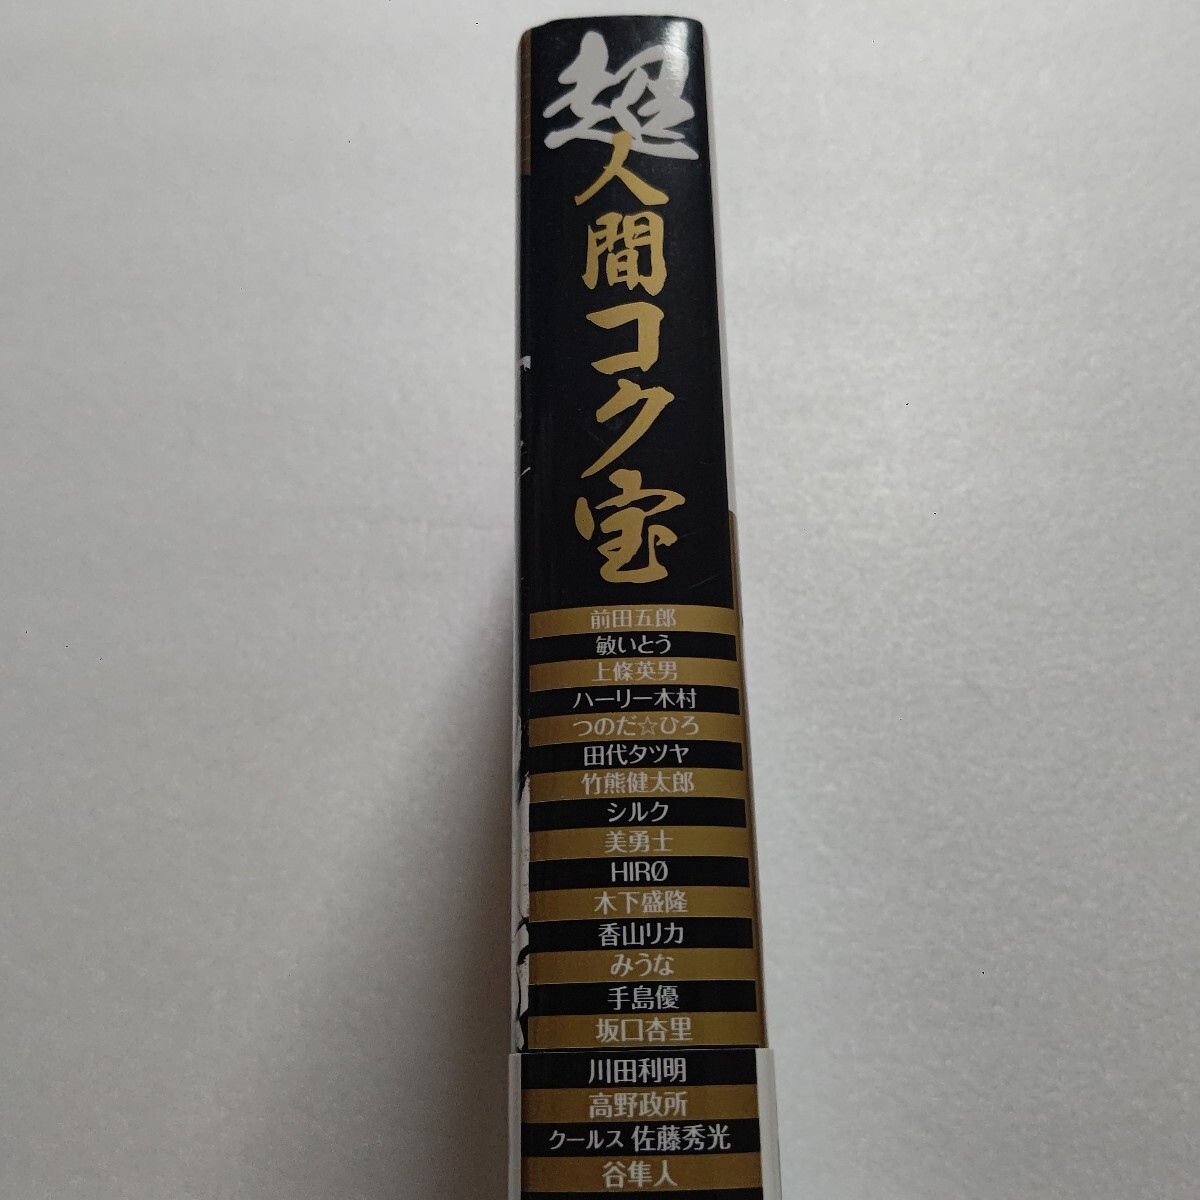 超人間コク宝
前田五郎
敏いとう
上條英男
ハーリー木村
つのだ☆ひろ
田代タツヤ
竹熊健太郎
シルク
美勇士
HIRØ
木下盛隆
香山リカ
みうな
手島優
坂口杏里
川田利明
高野政所
クールス 佐藤秀光
谷隼人